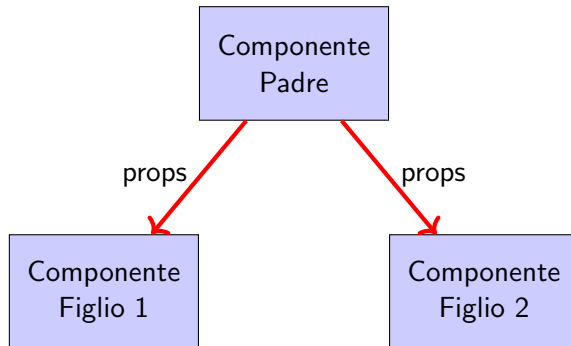 Componente
Padre
props
props
Componente
Figlio 1
Componente
Figlio 2